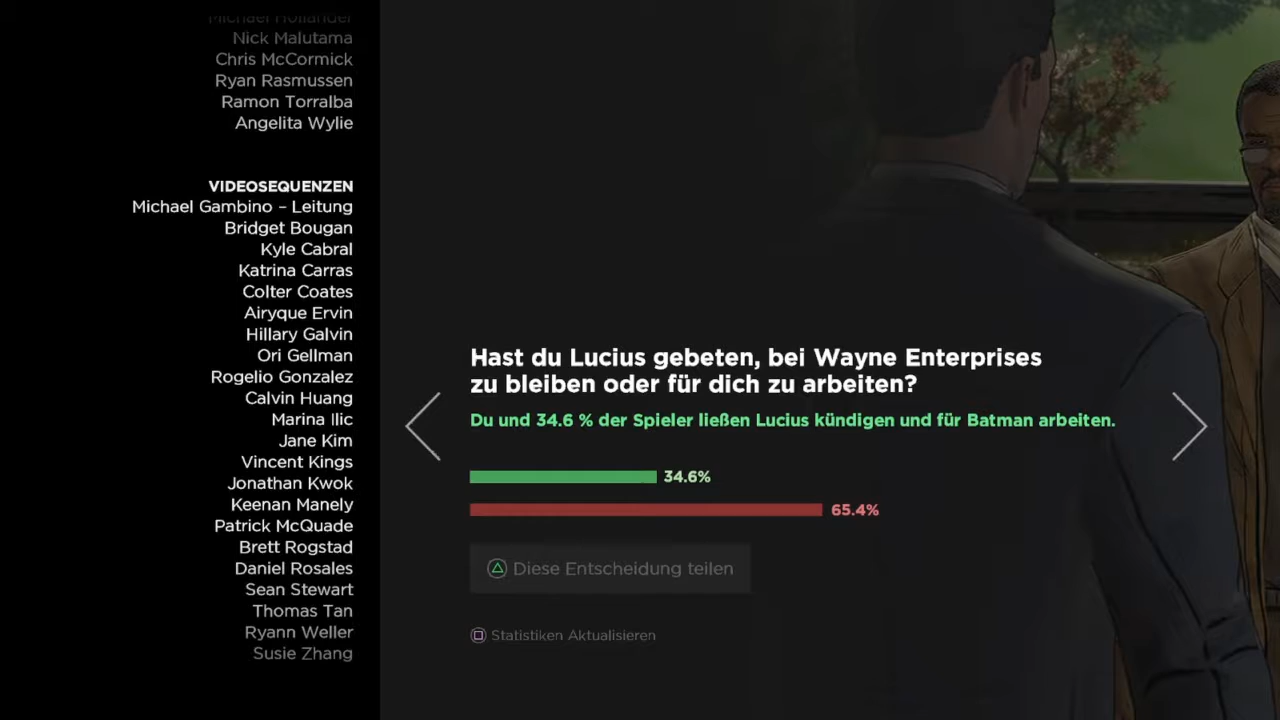 Michael Hollander
Nick Malutama
Chris McCormick
Ryan Rasmussen
Ramon Torralba
Angelita Wylie
VIDEOSEQUENZEN
Michael Gambino – Leitung
Bridget Bougan
Kyle Cabral
Katrina Carras
Colter Coates
Airyque Ervin
Hillary Galvin
Ori Gellman
Rogelio Gonzalez
Calvin Huang
Marina Ilic
Jane Kim
Vincent Kings
Jonathan Kwok
Keenan Manely
Patrick McQuade
Brett Rogstad
Daniel Rosales
Sean Stewart
Thomas Tan
Ryann Weller
Susie Zhang
Hast du Lucius gebeten, bei Wayne Enterprises
zu bleiben oder für dich zu arbeiten?
Du und 34.6 % der Spieler ließen Lucius kündigen und für Batman arbeiten.
34.6%
65.4%
Diese Entscheidung teilen
Statistiken Aktualisieren